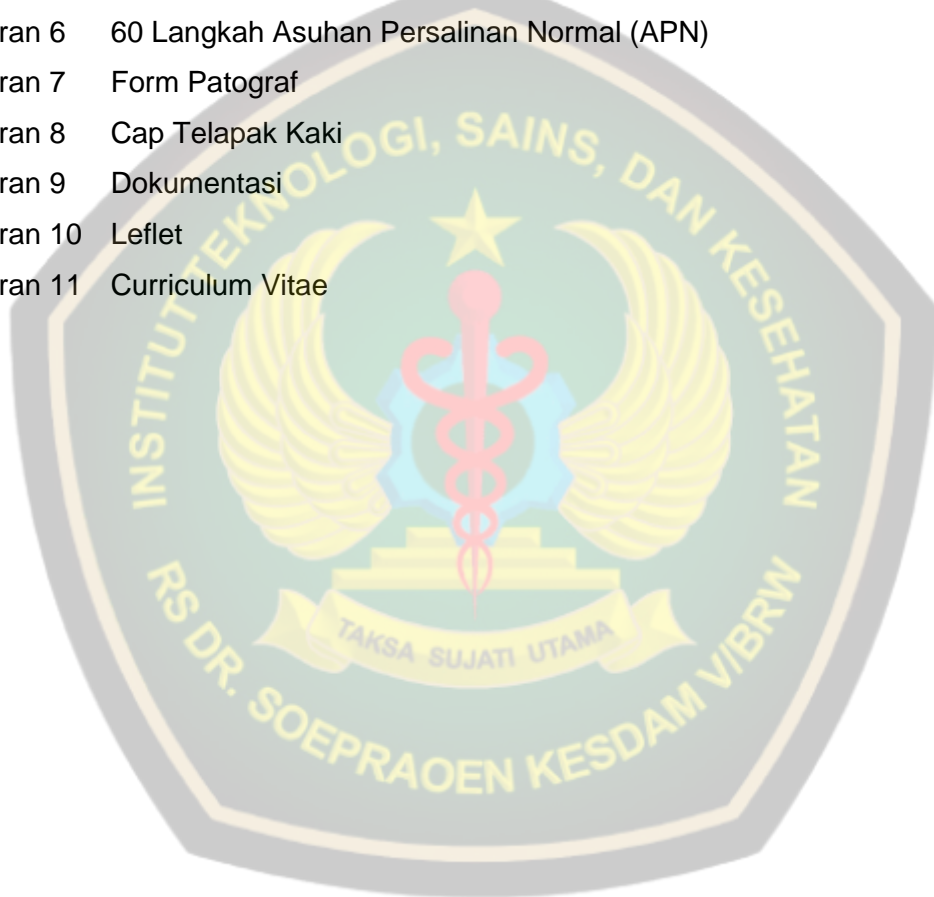 ran 6 60 Langkah Asuhan Persalinan Normal (APN)
ran 7 Form Patograf
ran 8 Cap Telapak Kaki
ran 9 Dokumentasi
ran 10 Leflet
ran 11 Curriculum Vitae
INSTITUT TEKNOLOGI, SAINS, DAN KESEHATAN
TAKSA SUJATI UTAMA
RS DR. SOEPRAOEN KESDAM V/BRW